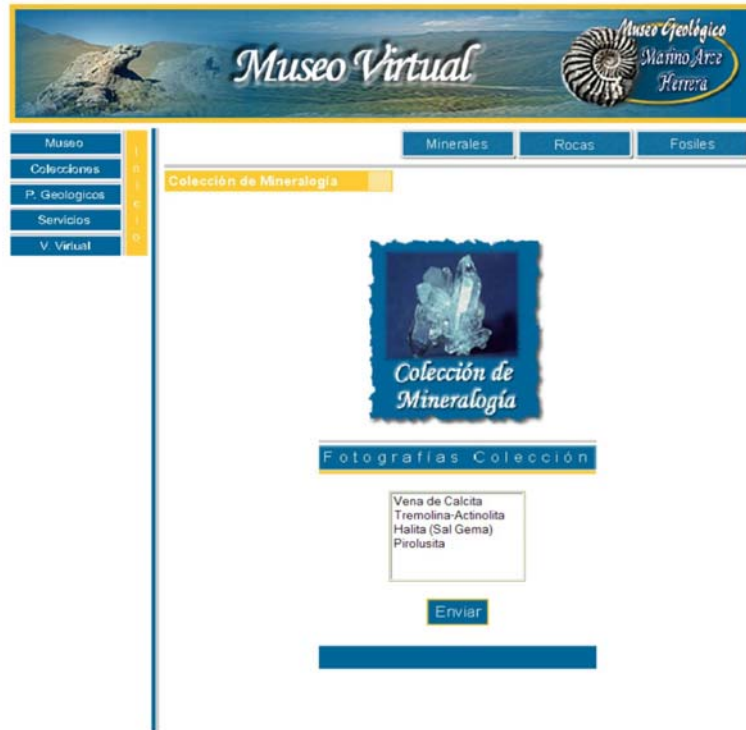 Museo Virtual
Museo Geológico
Marino Arce
Herrera
Museo
Colecciones
P. Geologicos
Servicios
V. Virtual
Inicio
Minerales
Rocas
Fosiles
Colección de Mineralogía
Colección de
Mineralogía
Fotografías Colección
Vena de Calcita
Tremolina-Actinolita
Halita (Sal Gema)
Pirolusita
Enviar